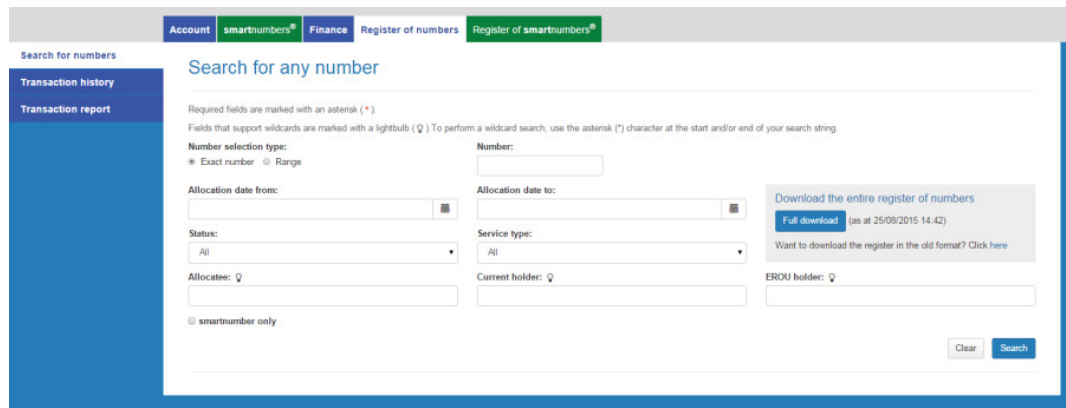 Account smartnumbers® Finance Register of numbers Register of smartnumbers®
Search for numbers
Transaction history
Transaction report
Search for any number
Required fields are marked with an asterisk ( * ).
Fields that support wildcards are marked with a lightbulb ( ).To perform a wildcard search, use the asterisk (*) character at the start and/or end of your search string.
Number selection type: Number:
Exact number Range
Allocation date from: Allocation date to:
Download the entire register of numbers
Full download (as at 25/08/2015 14:42)
Want to download the register in the old format? Click here
Status: Service type:
All All
Allocatee: Current holder: EROU holder:
smartnumber only
Clear Search